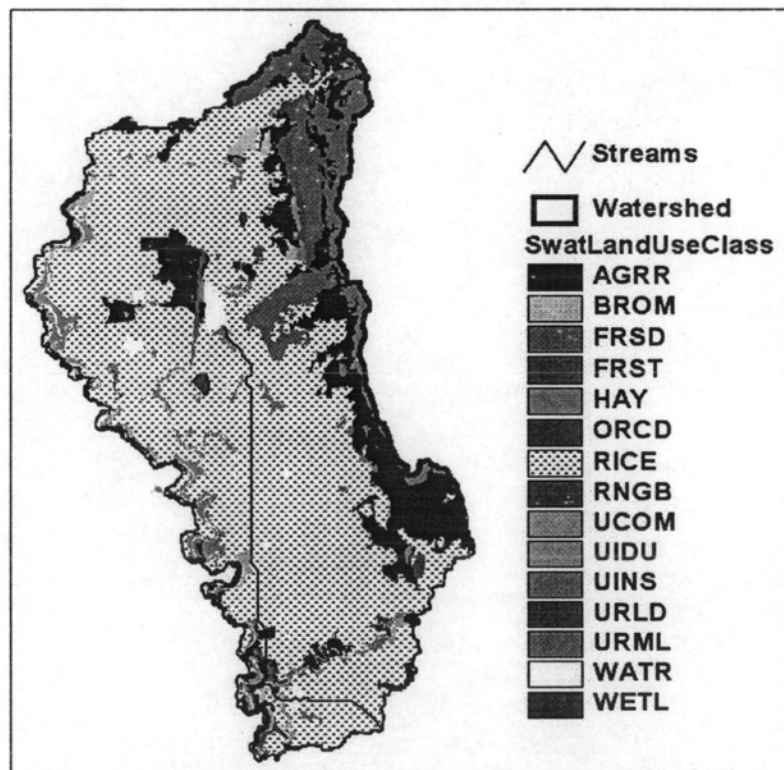 Streams
Watershed
SwatLandUseClass
AGRR
BROM
FRSD
FRST
HAY
ORCD
RICE
RNGB
UCOM
UIDU
UINS
URLD
URML
WATR
WETL